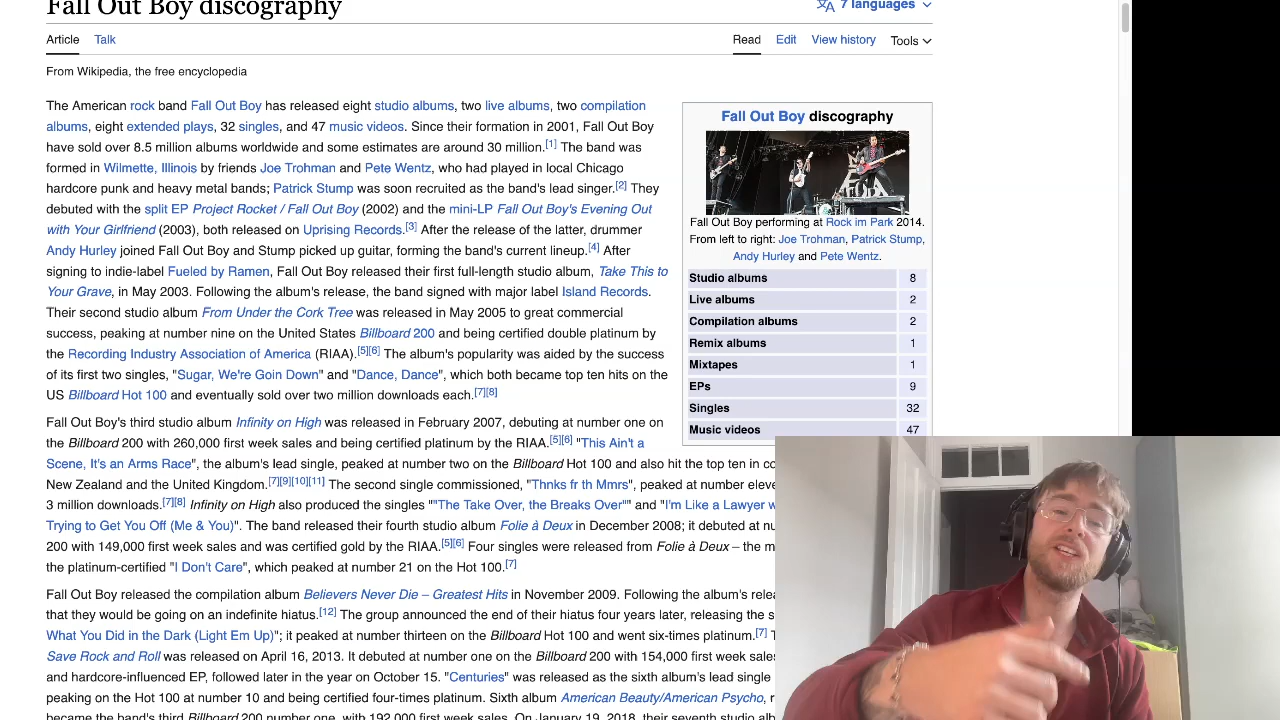 Fall Out Boy discography
7 languages
Article Talk Read Edit View history Tools
From Wikipedia, the free encyclopedia
The American rock band Fall Out Boy has released eight studio albums, two live albums, two compilation
albums, eight extended plays, 32 singles, and 47 music videos. Since their formation in 2001, Fall Out Boy
have sold over 8.5 million albums worldwide and some estimates are around 30 million.[1] The band was
formed in Wilmette, Illinois by friends Joe Trohman and Pete Wentz, who had played in local Chicago
hardcore punk and heavy metal bands; Patrick Stump was soon recruited as the band's lead singer.[2] They
debuted with the split EP Project Rocket / Fall Out Boy (2002) and the mini-LP Fall Out Boy's Evening Out
with Your Girlfriend (2003), both released on Uprising Records.[3] After the release of the latter, drummer
Andy Hurley joined Fall Out Boy and Stump picked up guitar, forming the band's current lineup.[4] After
signing to indie-label Fueled by Ramen, Fall Out Boy released their first full-length studio album, Take This to
Your Grave, in May 2003. Following the album's release, the band signed with major label Island Records.
Their second studio album From Under the Cork Tree was released in May 2005 to great commercial
success, peaking at number nine on the United States Billboard 200 and being certified double platinum by
the Recording Industry Association of America (RIAA).[5][6] The album's popularity was aided by the success
of its first two singles, "Sugar, We're Goin Down" and "Dance, Dance", which both became top ten hits on the
US Billboard Hot 100 and eventually sold over two million downloads each.[7][8]
Fall Out Boy discography
Fall Out Boy performing at Rock im Park 2014.
From left to right: Joe Trohman, Patrick Stump,
Andy Hurley and Pete Wentz.
Studio albums 8
Live albums 2
Compilation albums 2
Remix albums 1
Mixtapes 1
EPs 9
Singles 32
Music videos 47
Fall Out Boy's third studio album Infinity on High was released in February 2007, debuting at number one on
the Billboard 200 with 260,000 first week sales and being certified platinum by the RIAA.[5][6] "This Ain't a
Scene, It's an Arms Race", the album's lead single, peaked at number two on the Billboard Hot 100 and also hit the top ten in
New Zealand and the United Kingdom.[7][9][10][11] The second single commissioned, "Thnks fr th Mmrs", peaked at number
3 million downloads.[7][8] Infinity on High also produced the singles ""The Take Over, the Breaks Over"" and "I'm Like a Lawyer
Trying to Get You Off (Me & You)". The band released their fourth studio album Folie à Deux in December 2008; it debuted at
200 with 149,000 first week sales and was certified gold by the RIAA.[5][6] Four singles were released from Folie à Deux – the
the platinum-certified "I Don't Care", which peaked at number 21 on the Hot 100.[7]
Fall Out Boy released the compilation album Believers Never Die – Greatest Hits in November 2009. Following the album's
that they would be going on an indefinite hiatus.[12] The group announced the end of their hiatus four years later, releasing the
What You Did in the Dark (Light Em Up)"; it peaked at number thirteen on the Billboard Hot 100 and went six-times platinum.[7]
Save Rock and Roll was released on April 16, 2013. It debuted at number one on the Billboard 200 with 154,000 first week sales
and hardcore-influenced EP, followed later in the year on October 15. "Centuries" was released as the sixth album's lead single
peaking on the Hot 100 at number 10 and being certified four-times platinum. Sixth album American Beauty/American Psycho,
became the band's third Billboard 200 number one, with 192,000 first week sales. On January 19, 2018, their seventh studio